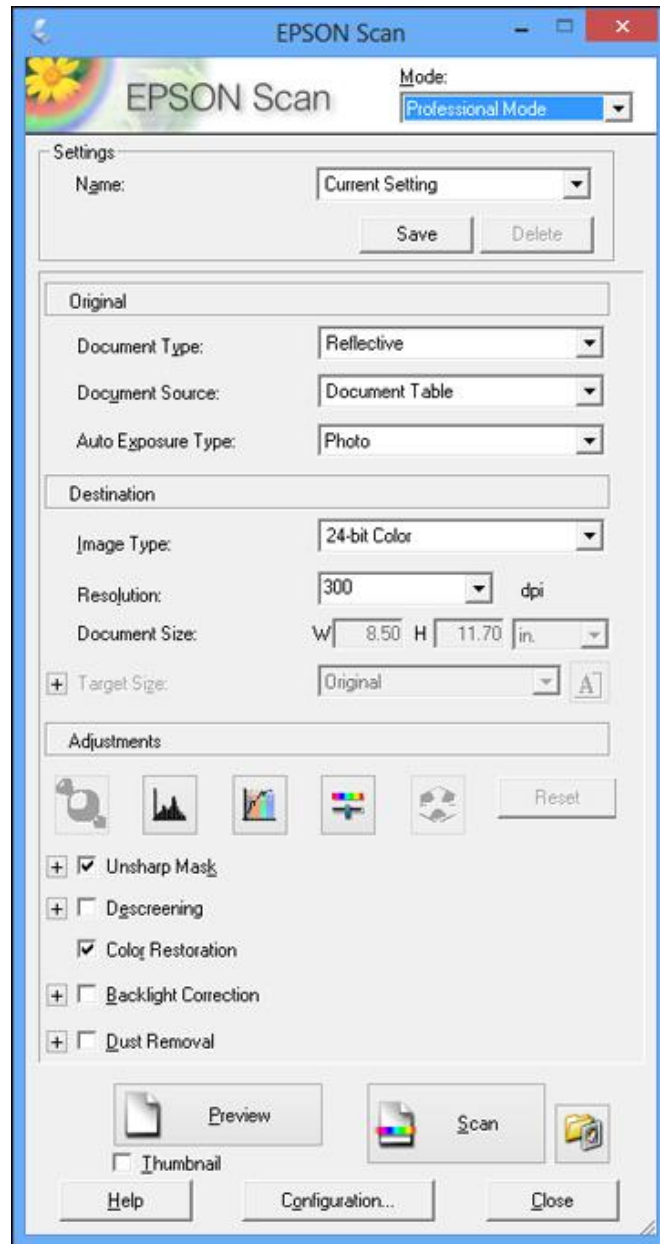 EPSON Scan
EPSON Scan
Mode:
Professional Mode
Settings
Name: Current Setting
Save Delete
Original
Document Type: Reflective
Document Source: Document Table
Auto Exposure Type: Photo
Destination
Image Type: 24-bit Color
Resolution: 300 dpi
Document Size: W 8.50 H 11.70 in.
Target Size: Original A
Adjustments
Reset
Unsharp Mask
Descreening
Color Restoration
Backlight Correction
Dust Removal
Preview Scan
Thumbnail
Help Configuration... Close